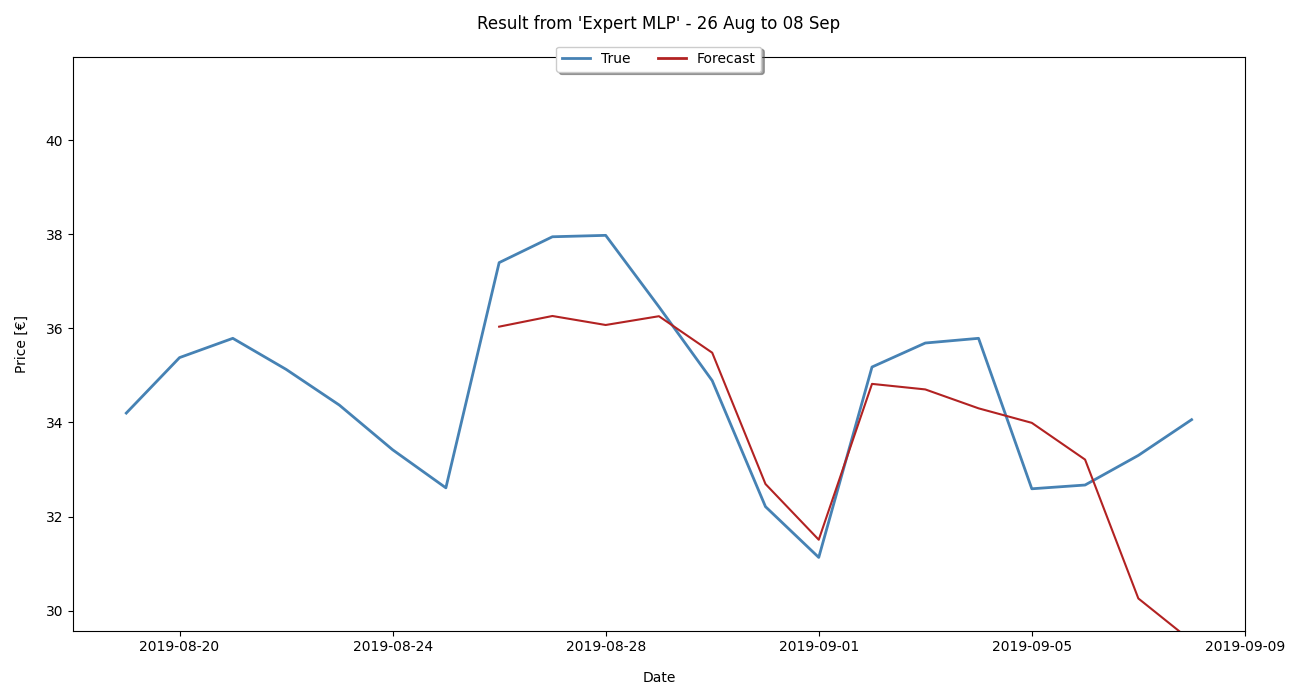 Result from 'Expert MLP' - 26 Aug to 08 Sep
True Forecast
40
38
36
34
32
30
Price [€]
2019-08-20 2019-08-24 2019-08-28 2019-09-01 2019-09-05 2019-09-09
Date